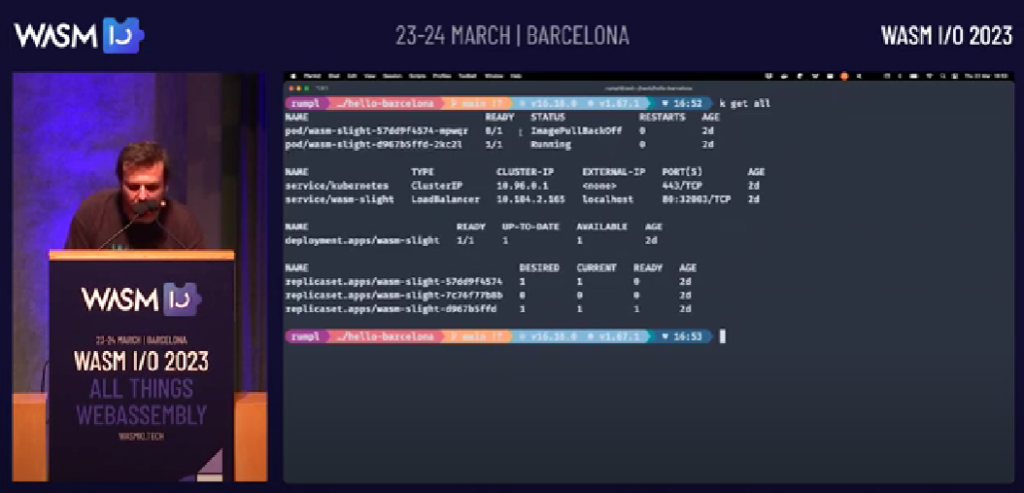 WASM I/O
23-24 MARCH | BARCELONA
WASM I/O 2023
rumpl ../hello-barcelona main v16.18.0 v1.67.1 16:52 k get all
NAME READY STATUS RESTARTS AGE
pod/wasm-slight-57dd9f4574-mpwqr 0/1 ImagePullBackOff 0 2d
pod/wasm-slight-d967b5ffd-2kc2l 1/1 Running 0 2d
NAME TYPE CLUSTER-IP EXTERNAL-IP PORT(S) AGE
service/kubernetes ClusterIP 10.96.0.1 <none> 443/TCP 2d
service/wasm-slight LoadBalancer 10.104.2.165 localhost 80:32003/TCP 2d
NAME READY UP-TO-DATE AVAILABLE AGE
deployment.apps/wasm-slight 1/1 1 1 2d
NAME DESIRED CURRENT READY AGE
replicaset.apps/wasm-slight-57dd9f4574 1 1 0 2d
replicaset.apps/wasm-slight-7c76f77b8b 0 0 0 2d
replicaset.apps/wasm-slight-d967b5ffd 1 1 1 2d
rumpl ../hello-barcelona main v16.18.0 v1.67.1 16:53
WASM I/O
23-24 MARCH | BARCELONA
WASM I/O 2023
ALL THINGS
WEBASSEMBLY
WASMIO.TECH